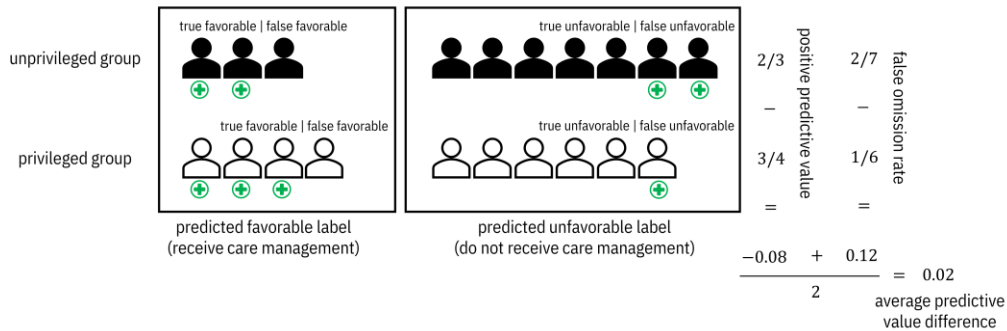 true favorable | false favorable
true unfavorable | false unfavorable
unprivileged group
2/3
positive predictive value
2/7
false omission rate
−
−
true favorable | false favorable
true unfavorable | false unfavorable
privileged group
3/4
1/6
=
=
predicted favorable label
(receive care management)
predicted unfavorable label
(do not receive care management)
−0.08 + 0.12
2
= 0.02
average predictive
value difference